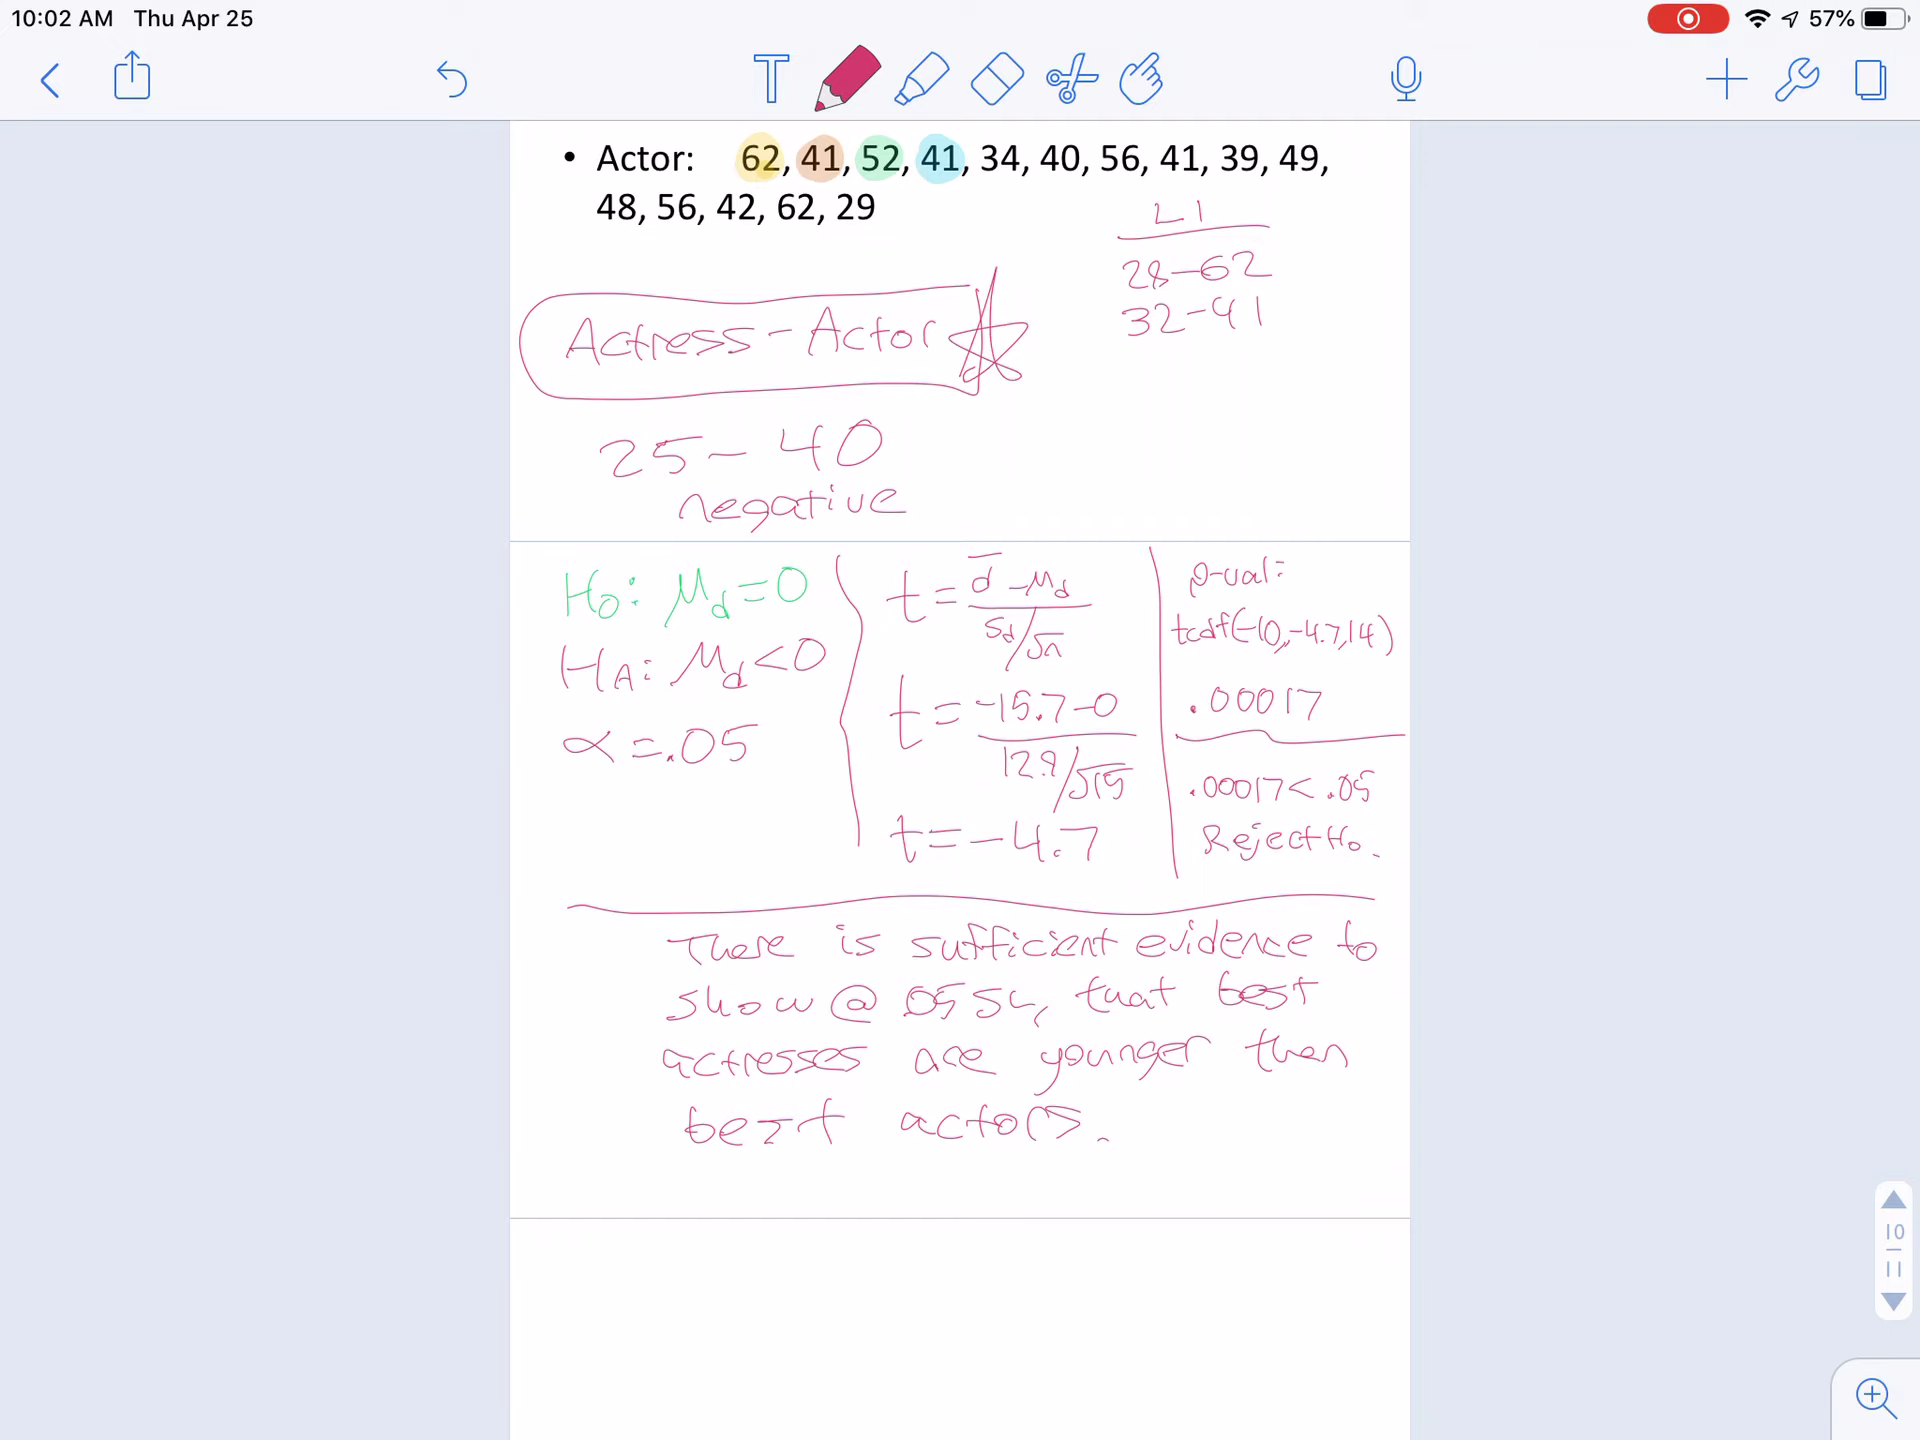 10:02 AM Thu Apr 25
57%
T
• Actor: 62, 41, 52, 41, 34, 40, 56, 41, 39, 49,
48, 56, 42, 62, 29
L1
28-62
32-41
Actress - Actor
25 - 40
negative
H₀: μd = 0
HA: μd < 0
α = .05
t = d̅ - μd / Sd/√n
t = -15.7 - 0 / 12.9/√15
t = -4.7
p-val:
tcdf(-10, -4.7, 14)
.00017
.00017 < .05
Reject H₀.
There is sufficient evidence to
show @ .05 SL, that best
actresses are younger than
best actors.
10
11